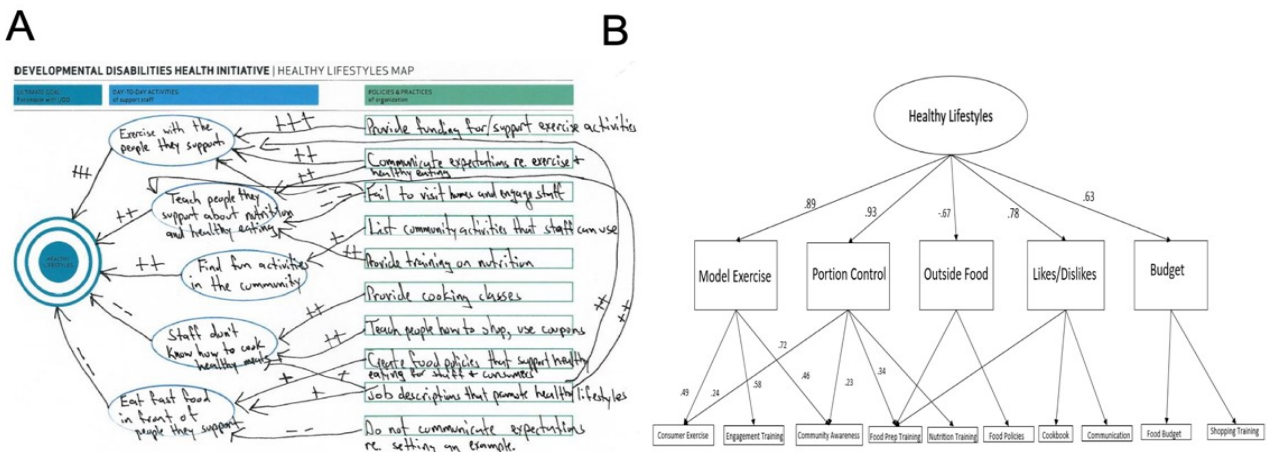 A
B
DEVELOPMENTAL DISABILITIES HEALTH INITIATIVE | HEALTHY LIFESTYLES MAP
ULTIMATE GOAL
DAY-TO-DAY ACTIVITIES
of support staff
POLICIES & PRACTICES
of organization
HEALTHY
LIFESTYLES
Exercise with the
people they support
Teach people they
support about nutrition
and healthy eating
Find fun activities
in the community
Staff don't
know how to cook
healthy meals
Eat fast food
in front of
people they support
+++
++
++
--
--
+++
++
++
++
+
++
++
+
+
--
++
++
Provide funding for/support exercise activities
Communicate expectations re. exercise +
healthy eating
Fail to visit homes and engage staff
List community activities that staff can use
Provide training on nutrition
Provide cooking classes
Teach people how to shop, use coupons
Create food policies that support healthy
eating for staff & consumers
Job descriptions that promote healthy lifestyles
Do not communicate expectations
re. setting an example.
Healthy Lifestyles
.89
.93
-.67
.78
.63
Model Exercise
Portion Control
Outside Food
Likes/Dislikes
Budget
.72
.49
.24
.58
.46
.23
.34
Consumer Exercise
Engagement Training
Community Awareness
Food Prep Training
Nutrition Training
Food Policies
Cookbook
Communication
Food Budget
Shopping Training